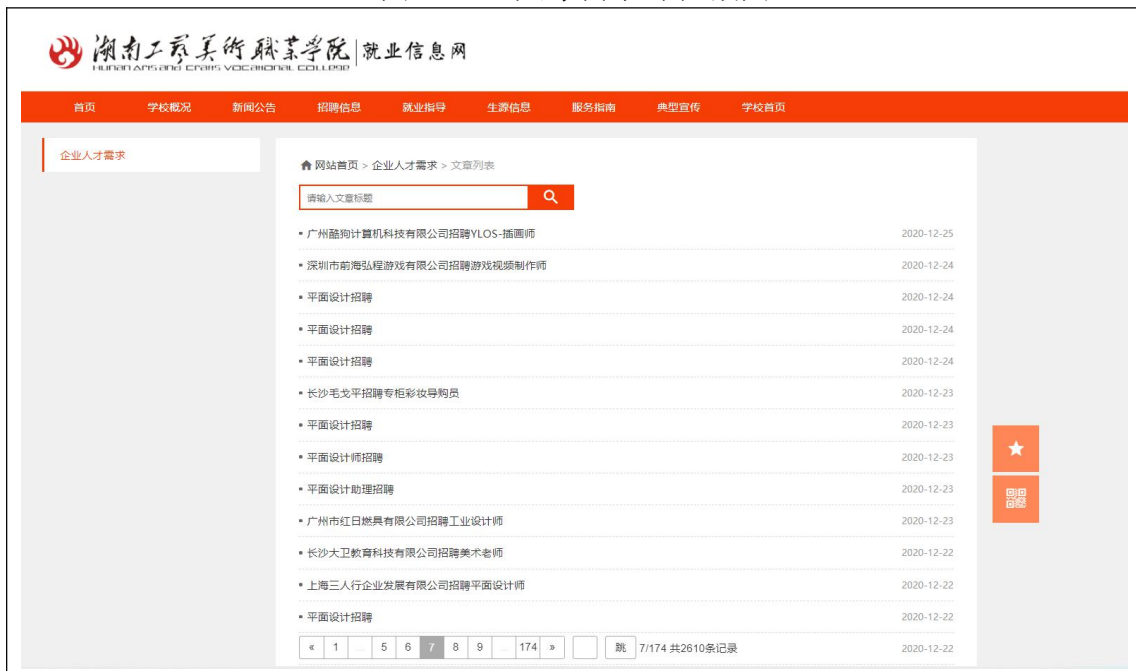 湖南工艺美术职业学院 就业信息网
HUNAN ARTS AND CRAFTS VOCATIONAL COLLEGE
首页 学校概况 新闻公告 招聘信息 就业指导 生源信息 服务指南 典型宣传 学校首页
企业人才需求
网站首页 > 企业人才需求 > 文章列表
请输入文章标题
广州酷狗计算机科技有限公司招聘YLOS-插画师 2020-12-25
深圳市前海弘程游戏有限公司招聘游戏视频制作师 2020-12-24
平面设计招聘 2020-12-24
平面设计招聘 2020-12-24
平面设计招聘 2020-12-24
长沙毛戈平招聘专柜彩妆导购员 2020-12-23
平面设计招聘 2020-12-23
平面设计师招聘 2020-12-23
平面设计助理招聘 2020-12-23
广州市红日燃具有限公司招聘工业设计师 2020-12-23
长沙大卫教育科技有限公司招聘美术老师 2020-12-22
上海三人行企业发展有限公司招聘平面设计师 2020-12-22
平面设计招聘 2020-12-22
« 1 ... 5 6 7 8 9 ... 174 » 跳 7/174 共2610条记录 2020-12-22